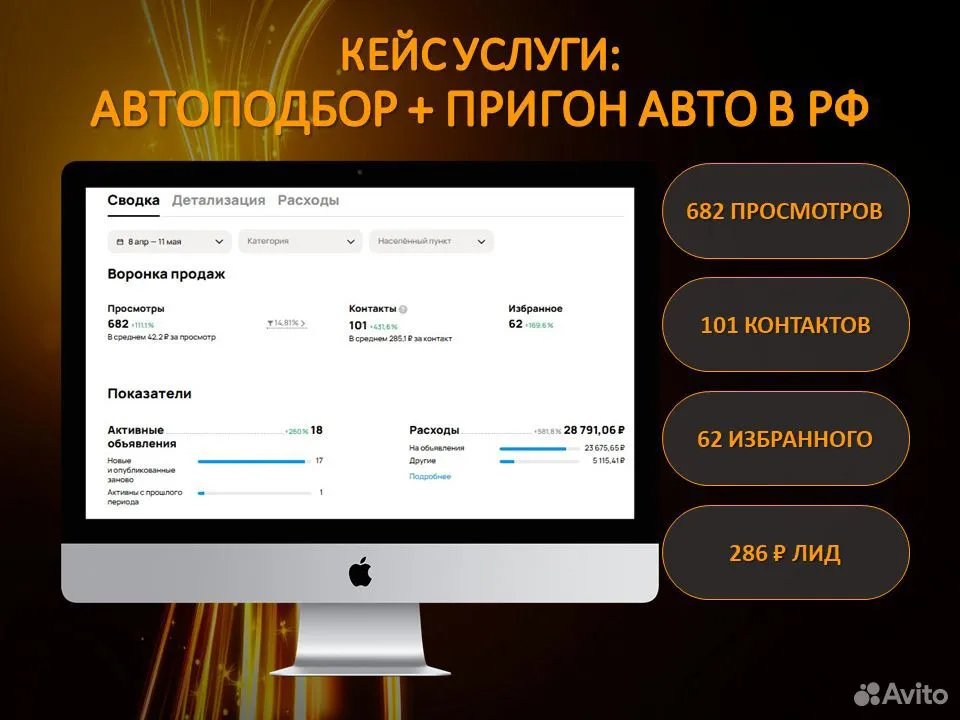 КЕЙС УСЛУГИ:
АВТОПОДБОР + ПРИГОН АВТО В РФ
Сводка Детализация Расходы
8 апр — 11 мая Категория Населённый пункт
Воронка продаж
Просмотры
682 +111,1%
В среднем 42,2 ₽ за просмотр
14,81%
Контакты
101 +431,6%
В среднем 285,1 ₽ за контакт
Избранное
62 +169,6%
Показатели
Активные объявления +260% 18
Новые
и опубликованные
заново 17
Активны с прошлого
периода 1
Расходы +581,8% 28 791,06 ₽
На объявления 23 675,65 ₽
Другие 5 115,41 ₽
Подробнее
682 ПРОСМОТРОВ
101 КОНТАКТОВ
62 ИЗБРАННОГО
286 ₽ ЛИД
Avito